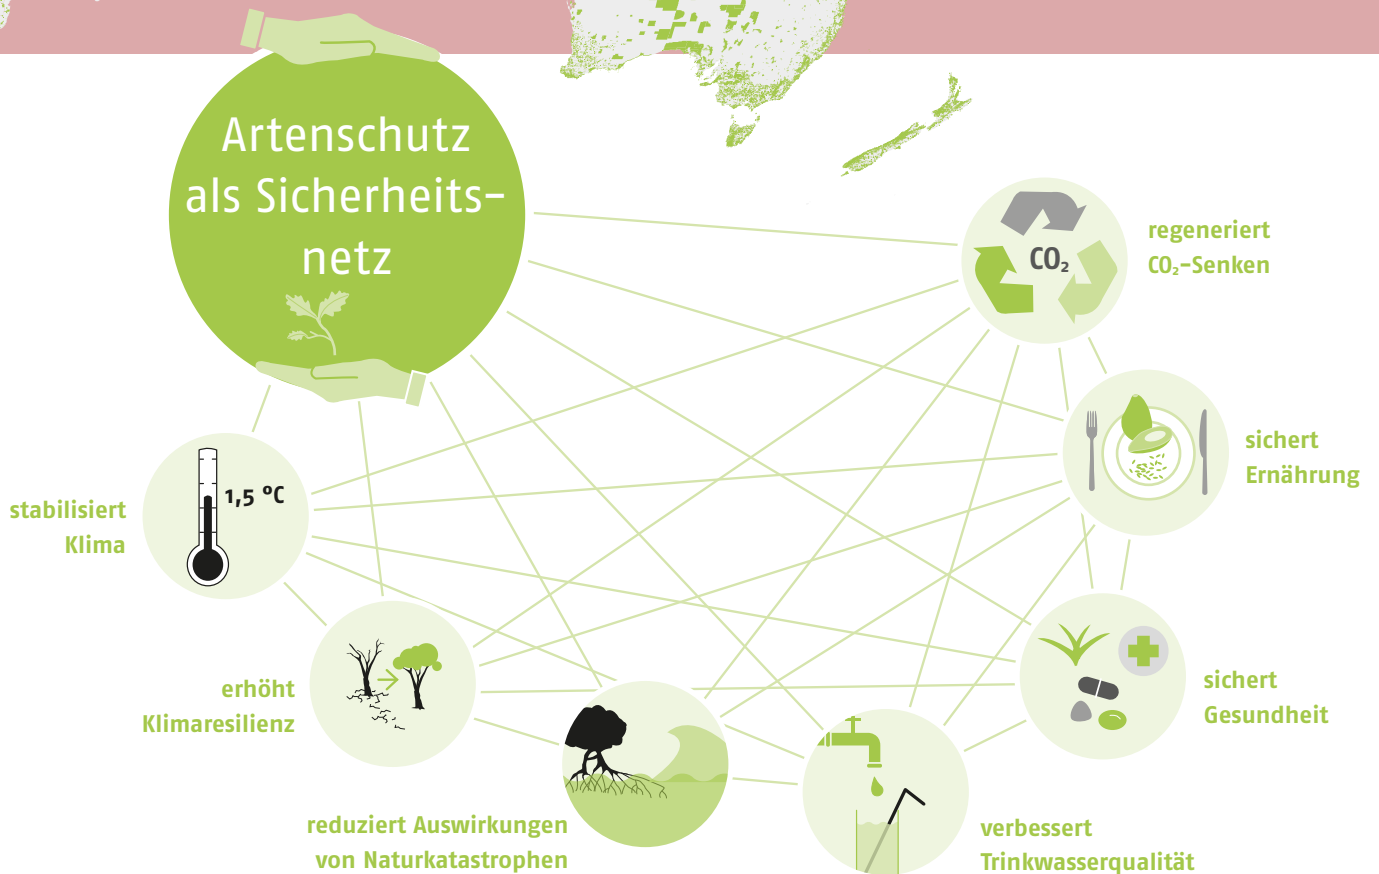 Artenschutz
als Sicherheits-
netz
CO₂
regeneriert
CO₂-Senken
sichert
Ernährung
1,5 °C
stabilisiert
Klima
sichert
Gesundheit
erhöht
Klimaresilienz
reduziert Auswirkungen
von Naturkatastrophen
verbessert
Trinkwasserqualität